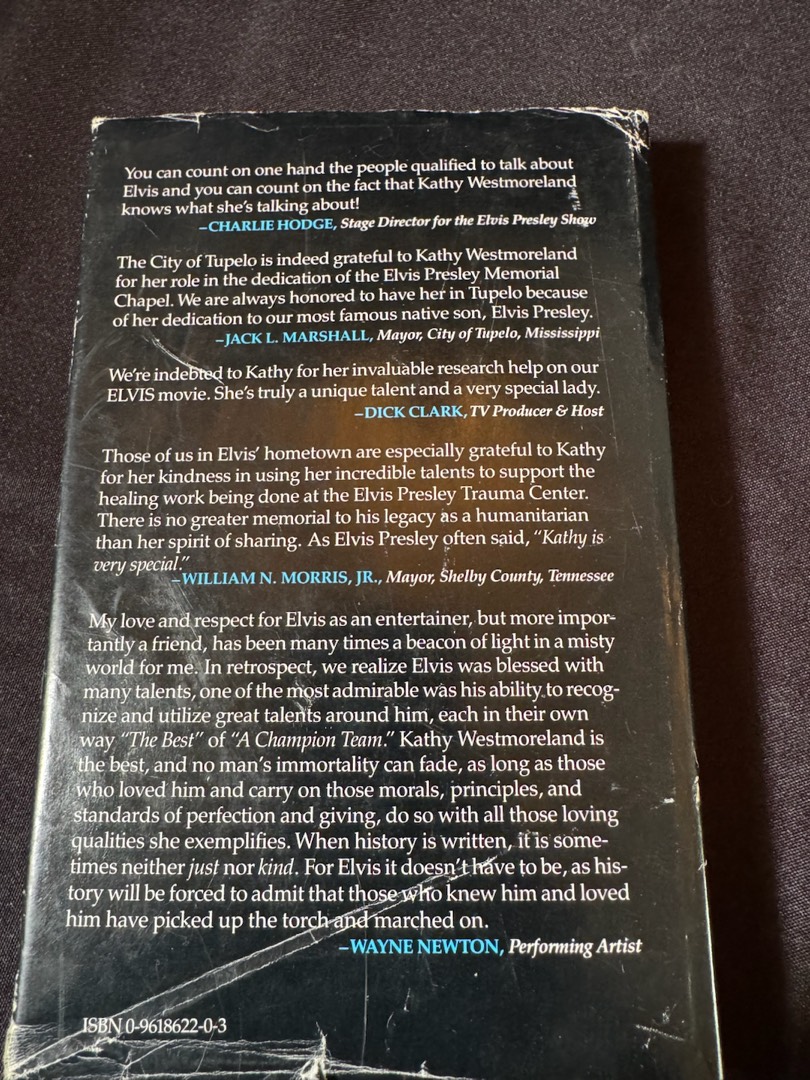 You can count on one hand the people qualified to talk about
Elvis and you can count on the fact that Kathy Westmoreland
knows what she's talking about!
–CHARLIE HODGE, Stage Director for the Elvis Presley Show
The City of Tupelo is indeed grateful to Kathy Westmoreland
for her role in the dedication of the Elvis Presley Memorial
Chapel. We are always honored to have her in Tupelo because
of her dedication to our most famous native son, Elvis Presley.
–JACK L. MARSHALL, Mayor, City of Tupelo, Mississippi
We're indebted to Kathy for her invaluable research help on our
ELVIS movie. She's truly a unique talent and a very special lady.
–DICK CLARK, TV Producer & Host
Those of us in Elvis' hometown are especially grateful to Kathy
for her kindness in using her incredible talents to support the
healing work being done at the Elvis Presley Trauma Center.
There is no greater memorial to his legacy as a humanitarian
than her spirit of sharing. As Elvis Presley often said, “Kathy is
very special.”
–WILLIAM N. MORRIS, JR., Mayor, Shelby County, Tennessee
My love and respect for Elvis as an entertainer, but more impor-
tantly a friend, has been many times a beacon of light in a misty
world for me. In retrospect, we realize Elvis was blessed with
many talents, one of the most admirable was his ability to recog-
nize and utilize great talents around him, each in their own
way “The Best” of “A Champion Team.” Kathy Westmoreland is
the best, and no man's immortality can fade, as long as those
who loved him and carry on those morals, principles, and
standards of perfection and giving, do so with all those loving
qualities she exemplifies. When history is written, it is some-
times neither just nor kind. For Elvis it doesn't have to be, as his-
tory will be forced to admit that those who knew him and loved
him have picked up the torch and marched on.
–WAYNE NEWTON, Performing Artist
ISBN 0-9618622-0-3